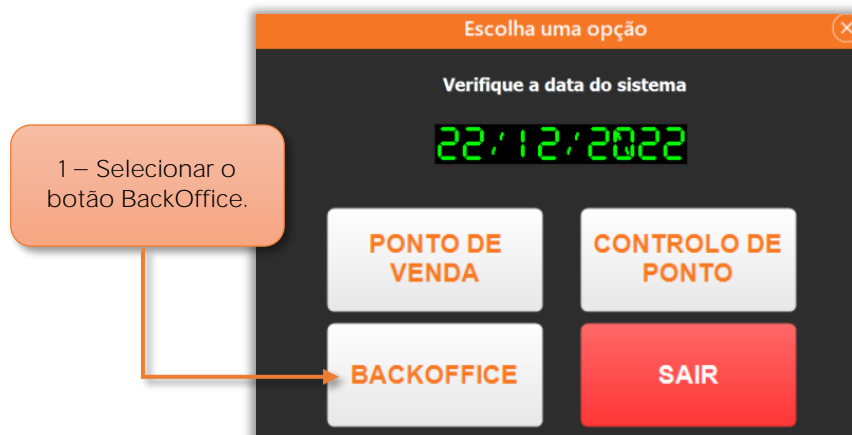 Escolha uma opção
Verifique a data do sistema
22/12/2022
1 – Selecionar o
botão BackOffice.
PONTO DE
VENDA
CONTROLO DE
PONTO
BACKOFFICE
SAIR